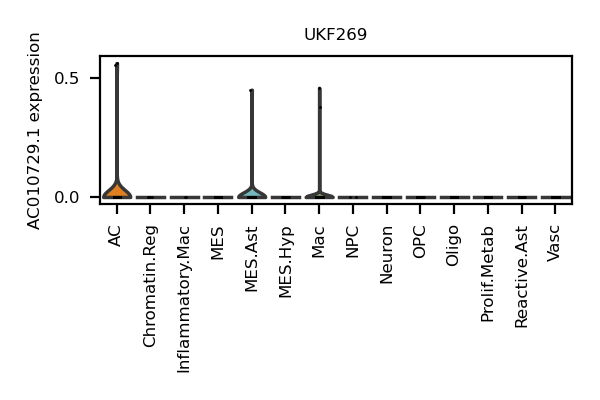 UKF269
AC010729.1 expression
0.5
0.0
AC
Chromatin.Reg
Inflammatory.Mac
MES
MES.Ast
MES.Hyp
Mac
NPC
Neuron
OPC
Oligo
Prolif.Metab
Reactive.Ast
Vasc